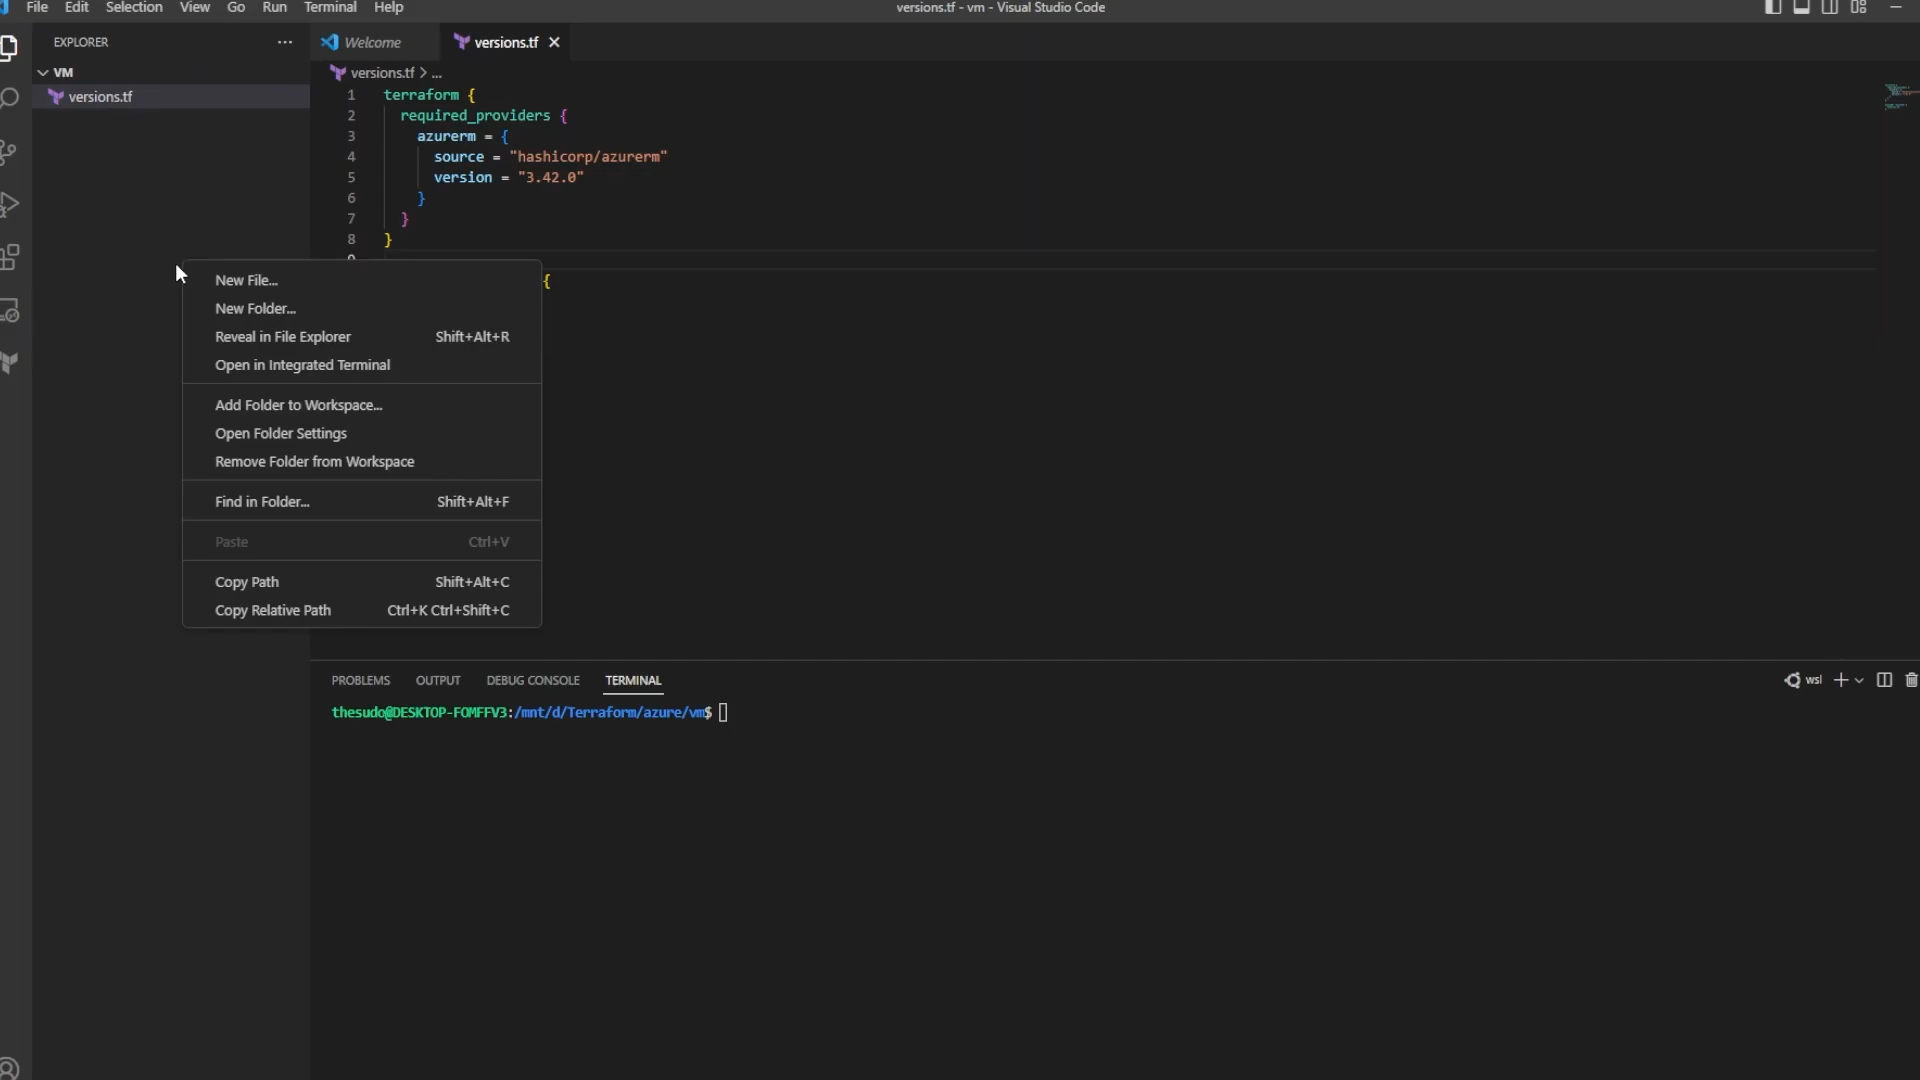 File Edit Selection View Go Run Terminal Help
versions.tf - vm - Visual Studio Code
EXPLORER
VM
versions.tf
Welcome
versions.tf
versions.tf > ...
1 terraform {
2 required_providers {
3 azurerm = {
4 source = "hashicorp/azurerm"
5 version = "3.42.0"
6 }
7 }
8 }
{
New File...
New Folder...
Reveal in File Explorer Shift+Alt+R
Open in Integrated Terminal
Add Folder to Workspace...
Open Folder Settings
Remove Folder from Workspace
Find in Folder... Shift+Alt+F
Paste Ctrl+V
Copy Path Shift+Alt+C
Copy Relative Path Ctrl+K Ctrl+Shift+C
PROBLEMS OUTPUT DEBUG CONSOLE TERMINAL
wsl
thesudo@DESKTOP-FOMFFV3:/mnt/d/Terraform/azure/vm$